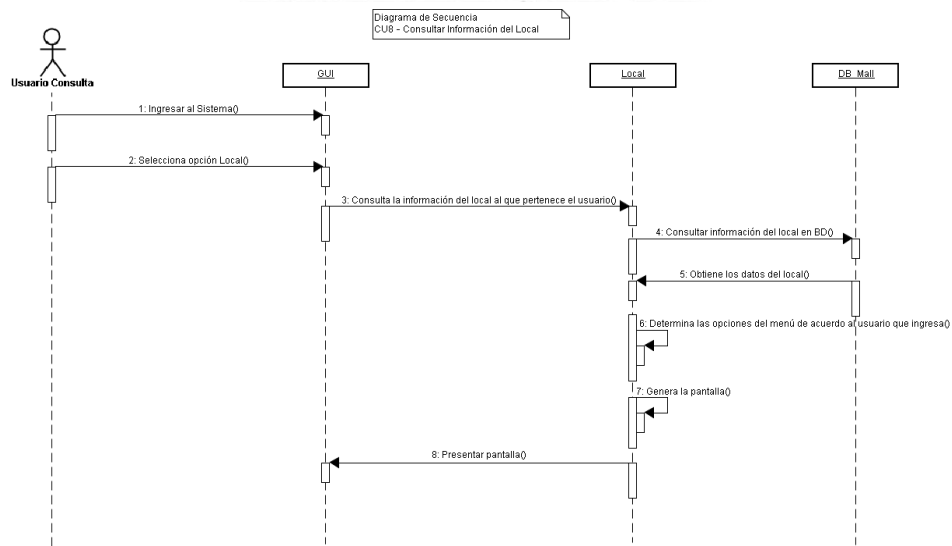 Diagrama de Secuencia
CU8 - Consultar Información del Local
Usuario Consulta
GUI
Local
DB_Mall
1: Ingresar al Sistema()
2: Selecciona opción Local()
3: Consulta la información del local al que pertenece el usuario()
4: Consultar información del local en BD()
5: Obtiene los datos del local()
6: Determina las opciones del menú de acuerdo al usuario que ingresa()
7: Genera la pantalla()
8: Presentar pantalla()